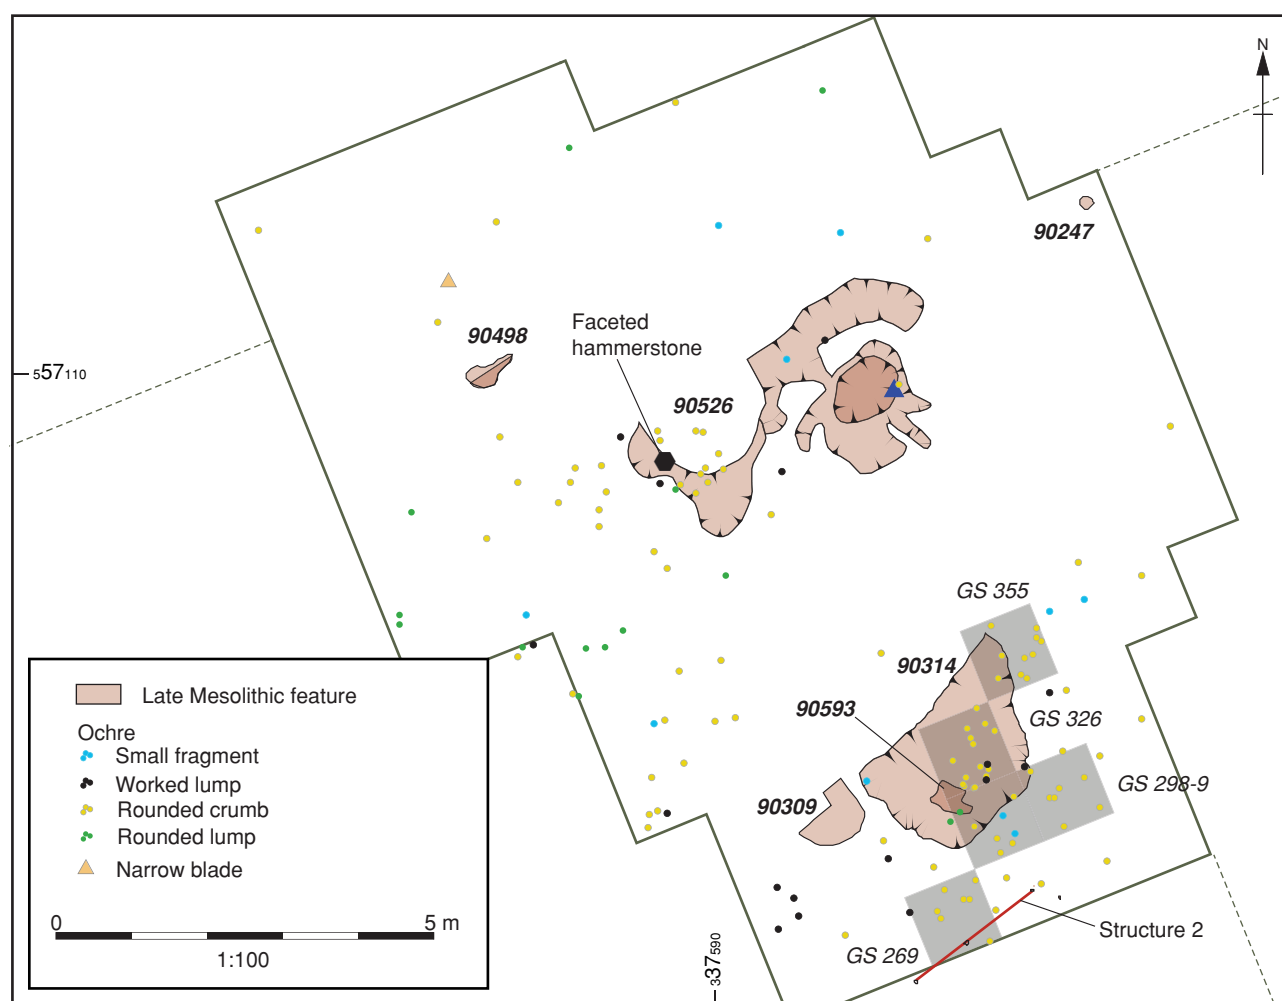 N
90247
Faceted
hammerstone
90498
557110
90526
GS 355
90314
90593
GS 326
GS 298-9
90309
Late Mesolithic feature
Ochre
Small fragment
Worked lump
Rounded crumb
Rounded lump
Narrow blade
0 5 m
1:100
Structure 2
GS 269
337590